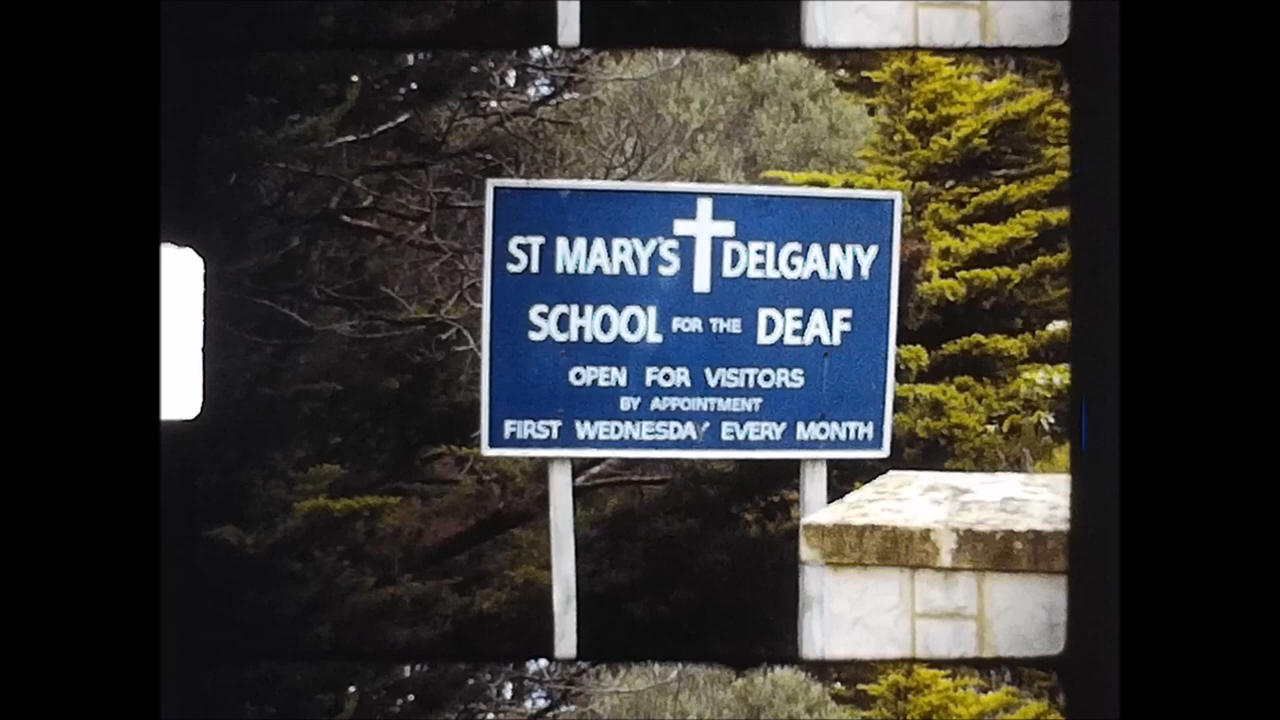 ST MARY'S DELGANY
SCHOOL FOR THE DEAF
OPEN FOR VISITORS
BY APPOINTMENT
FIRST WEDNESDAY EVERY MONTH